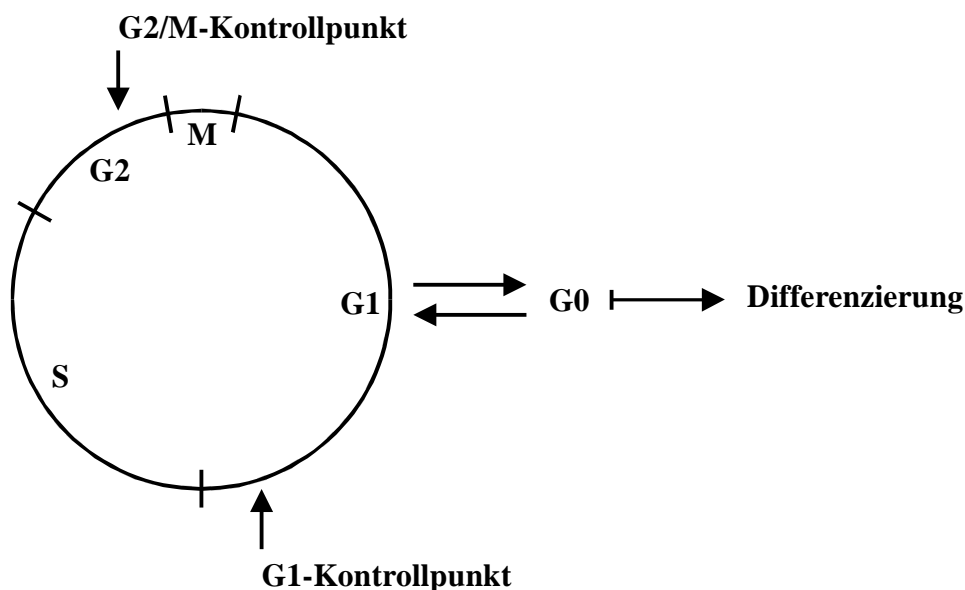 G2/M-Kontrollpunkt
M
G2
G1
G0
Differenzierung
S
G1-Kontrollpunkt